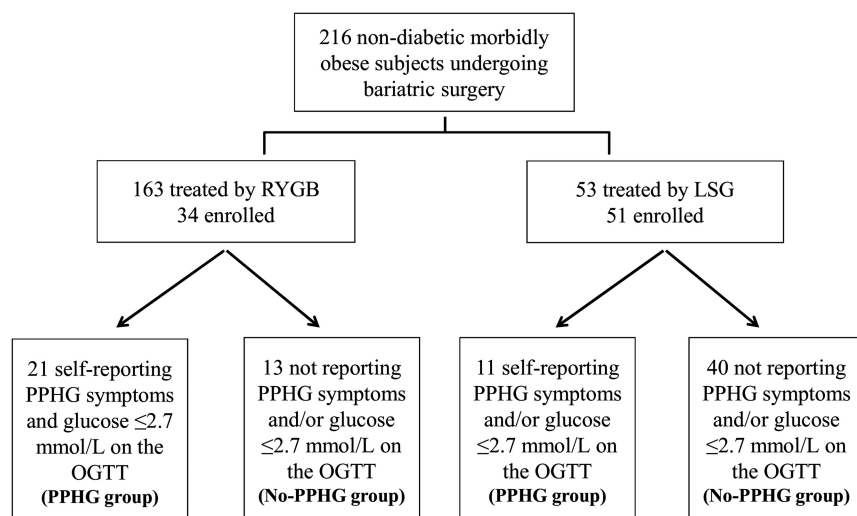 216 non-diabetic morbidly
obese subjects undergoing
bariatric surgery
163 treated by RYGB
34 enrolled
53 treated by LSG
51 enrolled
21 self-reporting
PPHG symptoms
and glucose ≤2.7
mmol/L on the
OGTT
(PPHG group)
13 not reporting
PPHG symptoms
and/or glucose
≤2.7 mmol/L on
the OGTT
(No-PPHG group)
11 self-reporting
PPHG symptoms
and/or glucose
≤2.7 mmol/L on
the OGTT
(PPHG group)
40 not reporting
PPHG symptoms
and/or glucose
≤2.7 mmol/L on
the OGTT
(No-PPHG group)